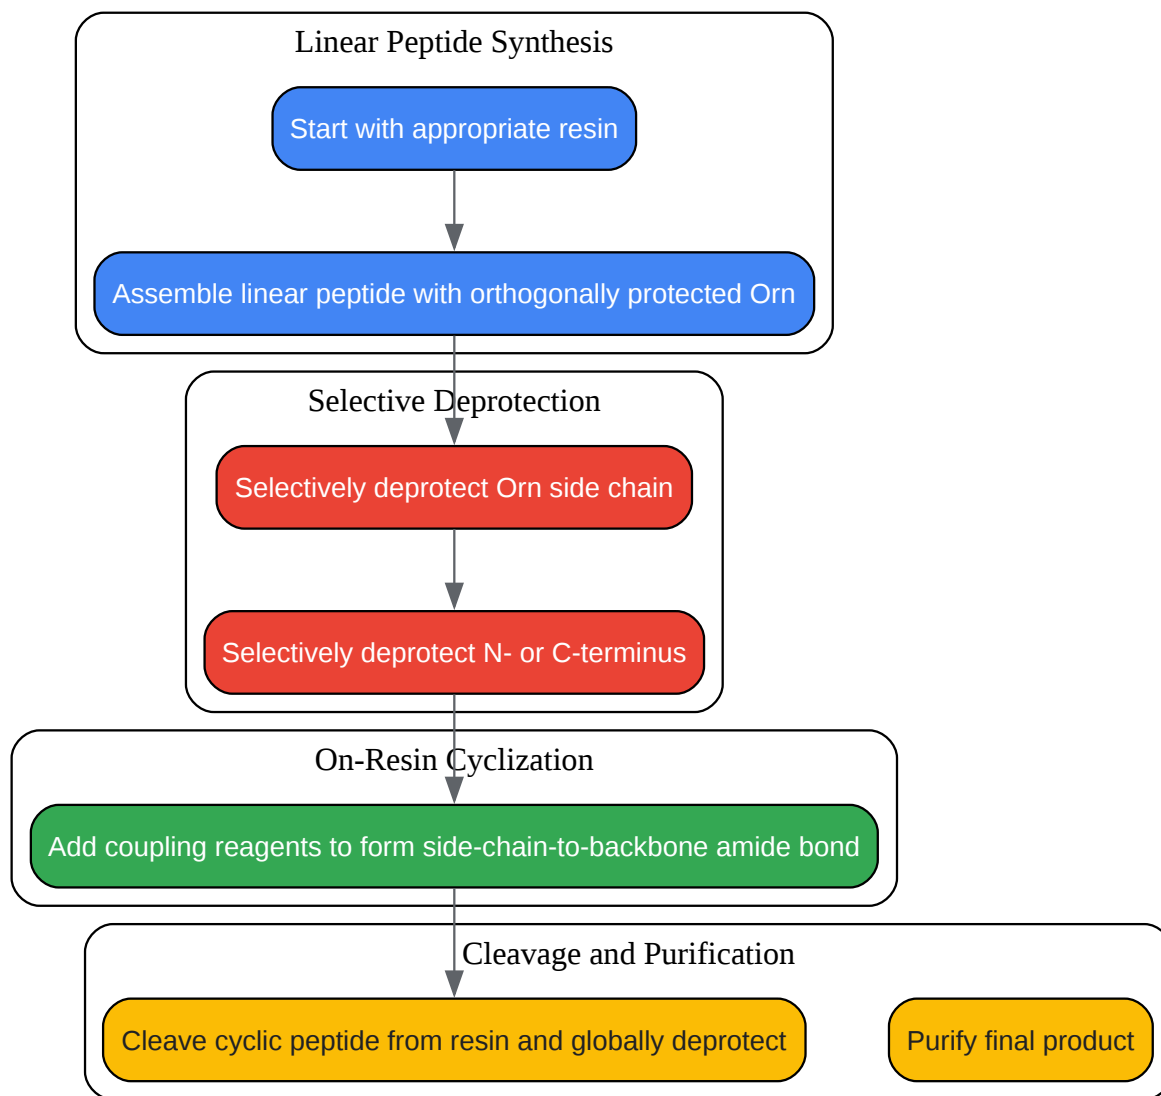 Linear Peptide Synthesis
Start with appropriate resin
Assemble linear peptide with orthogonally protected Orn
Selective Deprotection
Selectively deprotect Orn side chain
Selectively deprotect N- or C-terminus
On-Resin Cyclization
Add coupling reagents to form side-chain-to-backbone amide bond
Cleavage and Purification
Cleave cyclic peptide from resin and globally deprotect
Purify final product